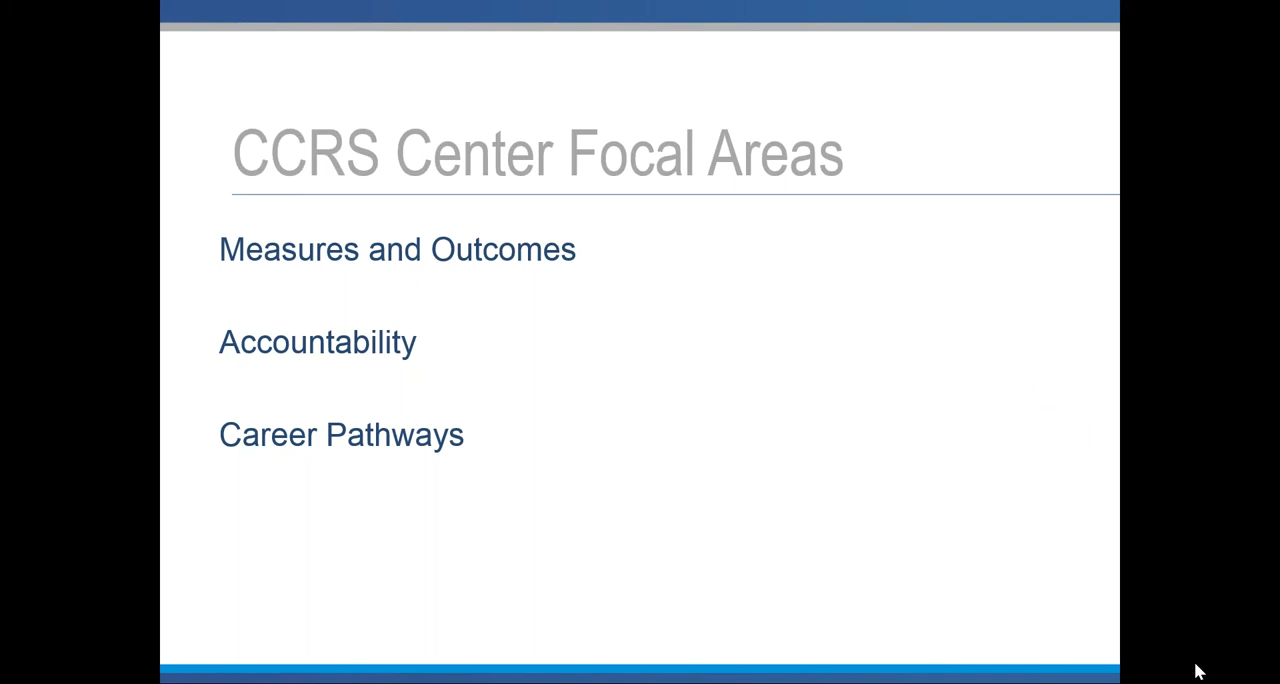 CCRS Center Focal Areas
Measures and Outcomes
Accountability
Career Pathways